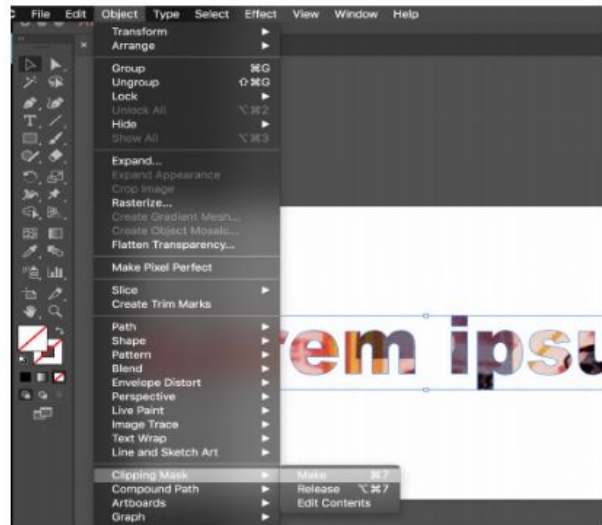 File Edit Object Type Select Effect View Window Help
Transform
Arrange
Group ⌘G
Ungroup ⇧⌘G
Lock
Unlock All ⌥⌘2
Hide
Show All ⌥⌘3
Expand...
Expand Appearance
Crop Image
Rasterize...
Create Gradient Mesh...
Create Object Mosaic...
Flatten Transparency...
Make Pixel Perfect
Slice
Create Trim Marks
Path
Shape
Pattern
Blend
Envelope Distort
Perspective
Live Paint
Image Trace
Text Wrap
Line and Sketch Art
Clipping Mask
Make ⌘7
Release ⌥⌘7
Edit Contents
Compound Path
Artboards
Graph
rem ipsu